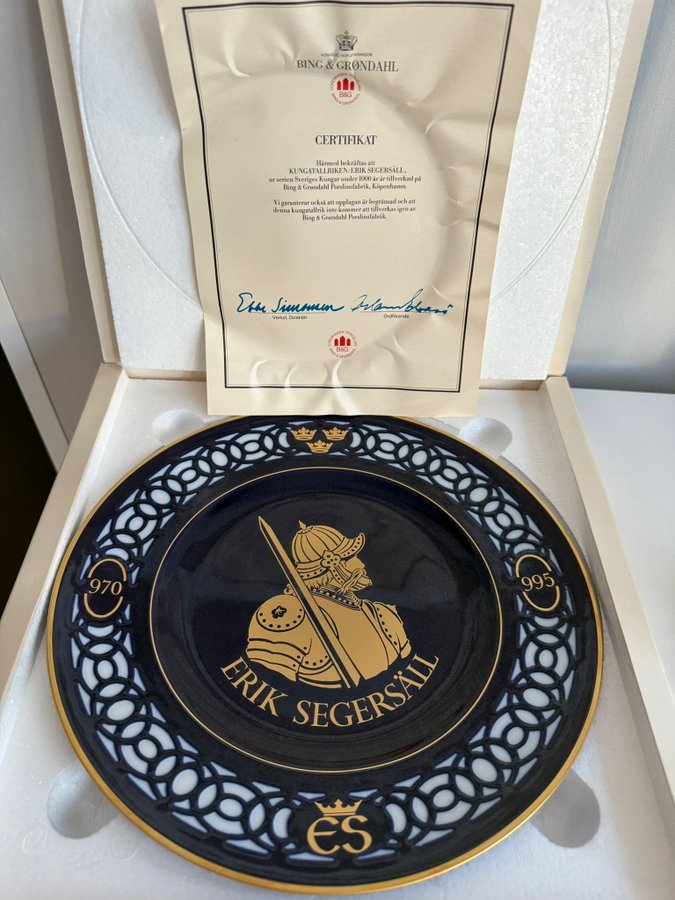 BING & GRØNDAHL
B&G
CERTIFIKAT
Härmed bekräftas att
KUNGATALLRIKEN: ERIK SEGERSÄLL,
ur serien Sveriges Kungar under 1000 år är tillverkad på
Bing & Grøndahl Porslinsfabrik. Köpenhamn.
Vi garanterar också att upplagan är begränsad och att
denna kungatallrik inte kommer att tillverkas igen av
Bing & Grøndahl Porslinsfabrik.
Verkst. Direktör
Ordförende
B&G
970
995
ERIK SEGERSÄLL
ES